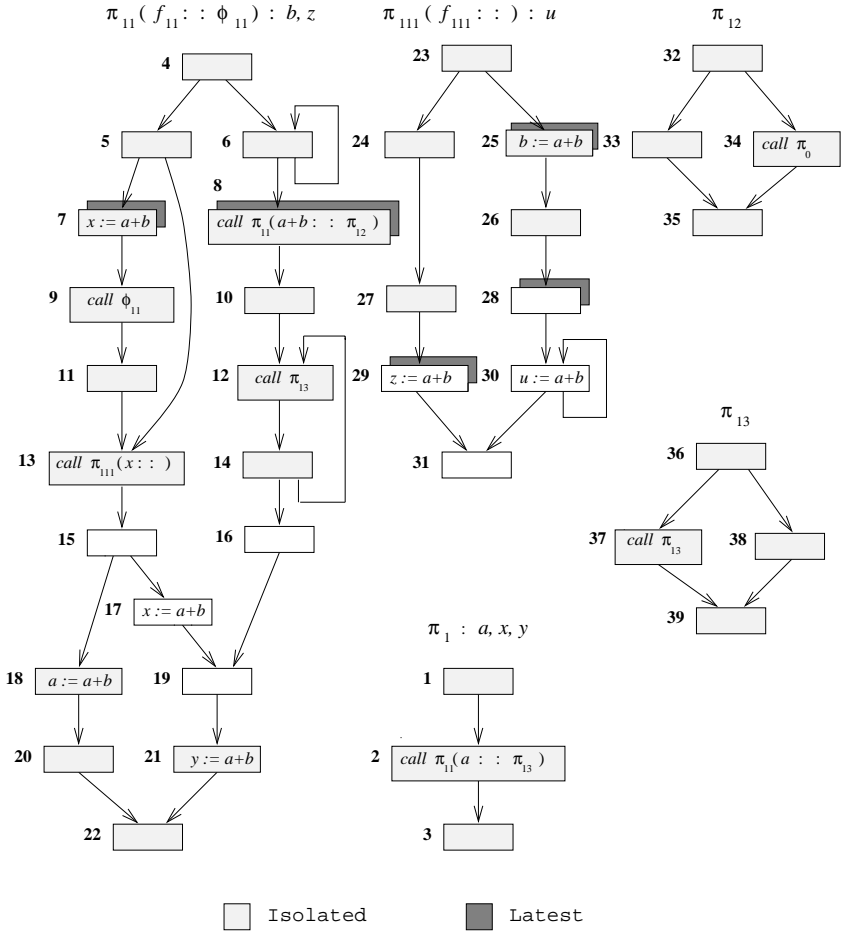 π11( f11 : : ϕ11 ) : b, z
π111( f111 : : ) : u
π12
4
23
32
5
6
24
25 b := a+b
33
34 call π0
7 x := a+b
8 call π11(a+b : : π12)
26
35
9 call ϕ11
10
27
28
11
12 call π13
29 z := a+b
30 u := a+b
13 call π111(x : : )
14
31
π13
36
15
16
37 call π13
38
17 x := a+b
39
π1 : a, x, y
18 a := a+b
19
1
20
21 y := a+b
2 call π11(a : : π13)
22
3
Isolated
Latest